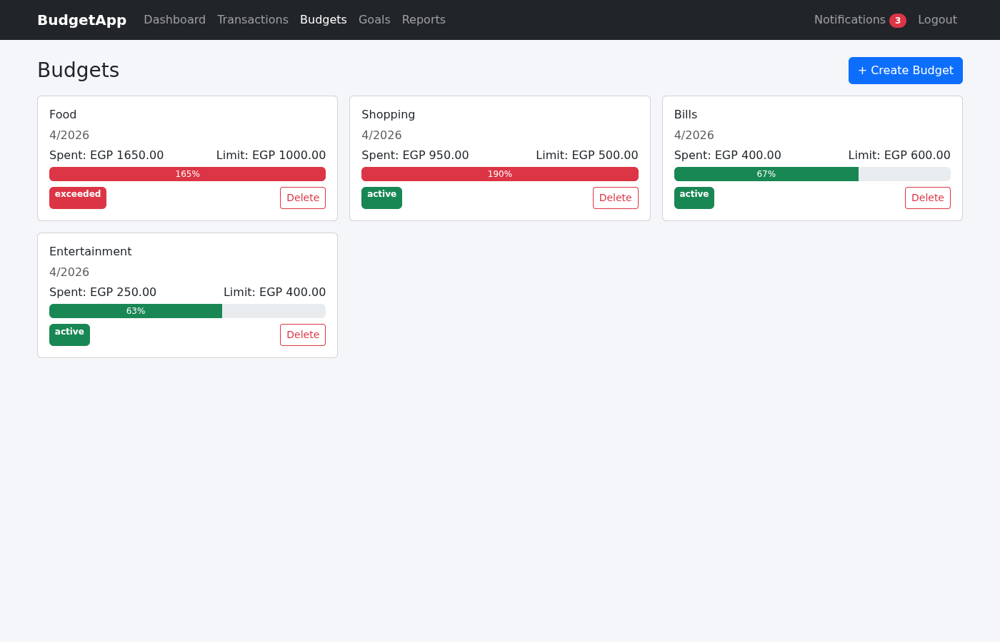 BudgetApp Dashboard Transactions Budgets Goals Reports Notifications 3 Logout
Budgets + Create Budget
Food
4/2026
Spent: EGP 1650.00 Limit: EGP 1000.00
165%
exceeded Delete
Shopping
4/2026
Spent: EGP 950.00 Limit: EGP 500.00
190%
active Delete
Bills
4/2026
Spent: EGP 400.00 Limit: EGP 600.00
67%
active Delete
Entertainment
4/2026
Spent: EGP 250.00 Limit: EGP 400.00
63%
active Delete